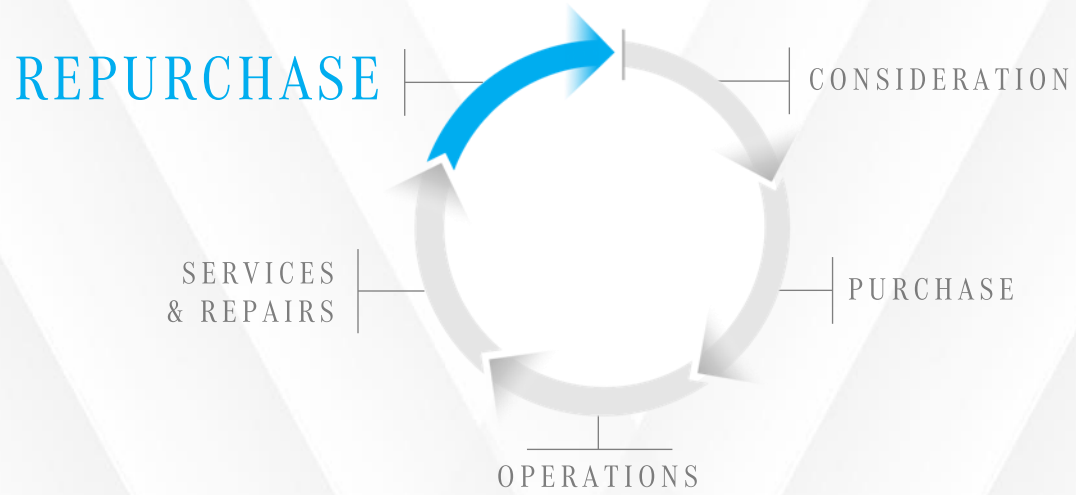 REPURCHASE
CONSIDERATION
SERVICES
& REPAIRS
PURCHASE
OPERATIONS